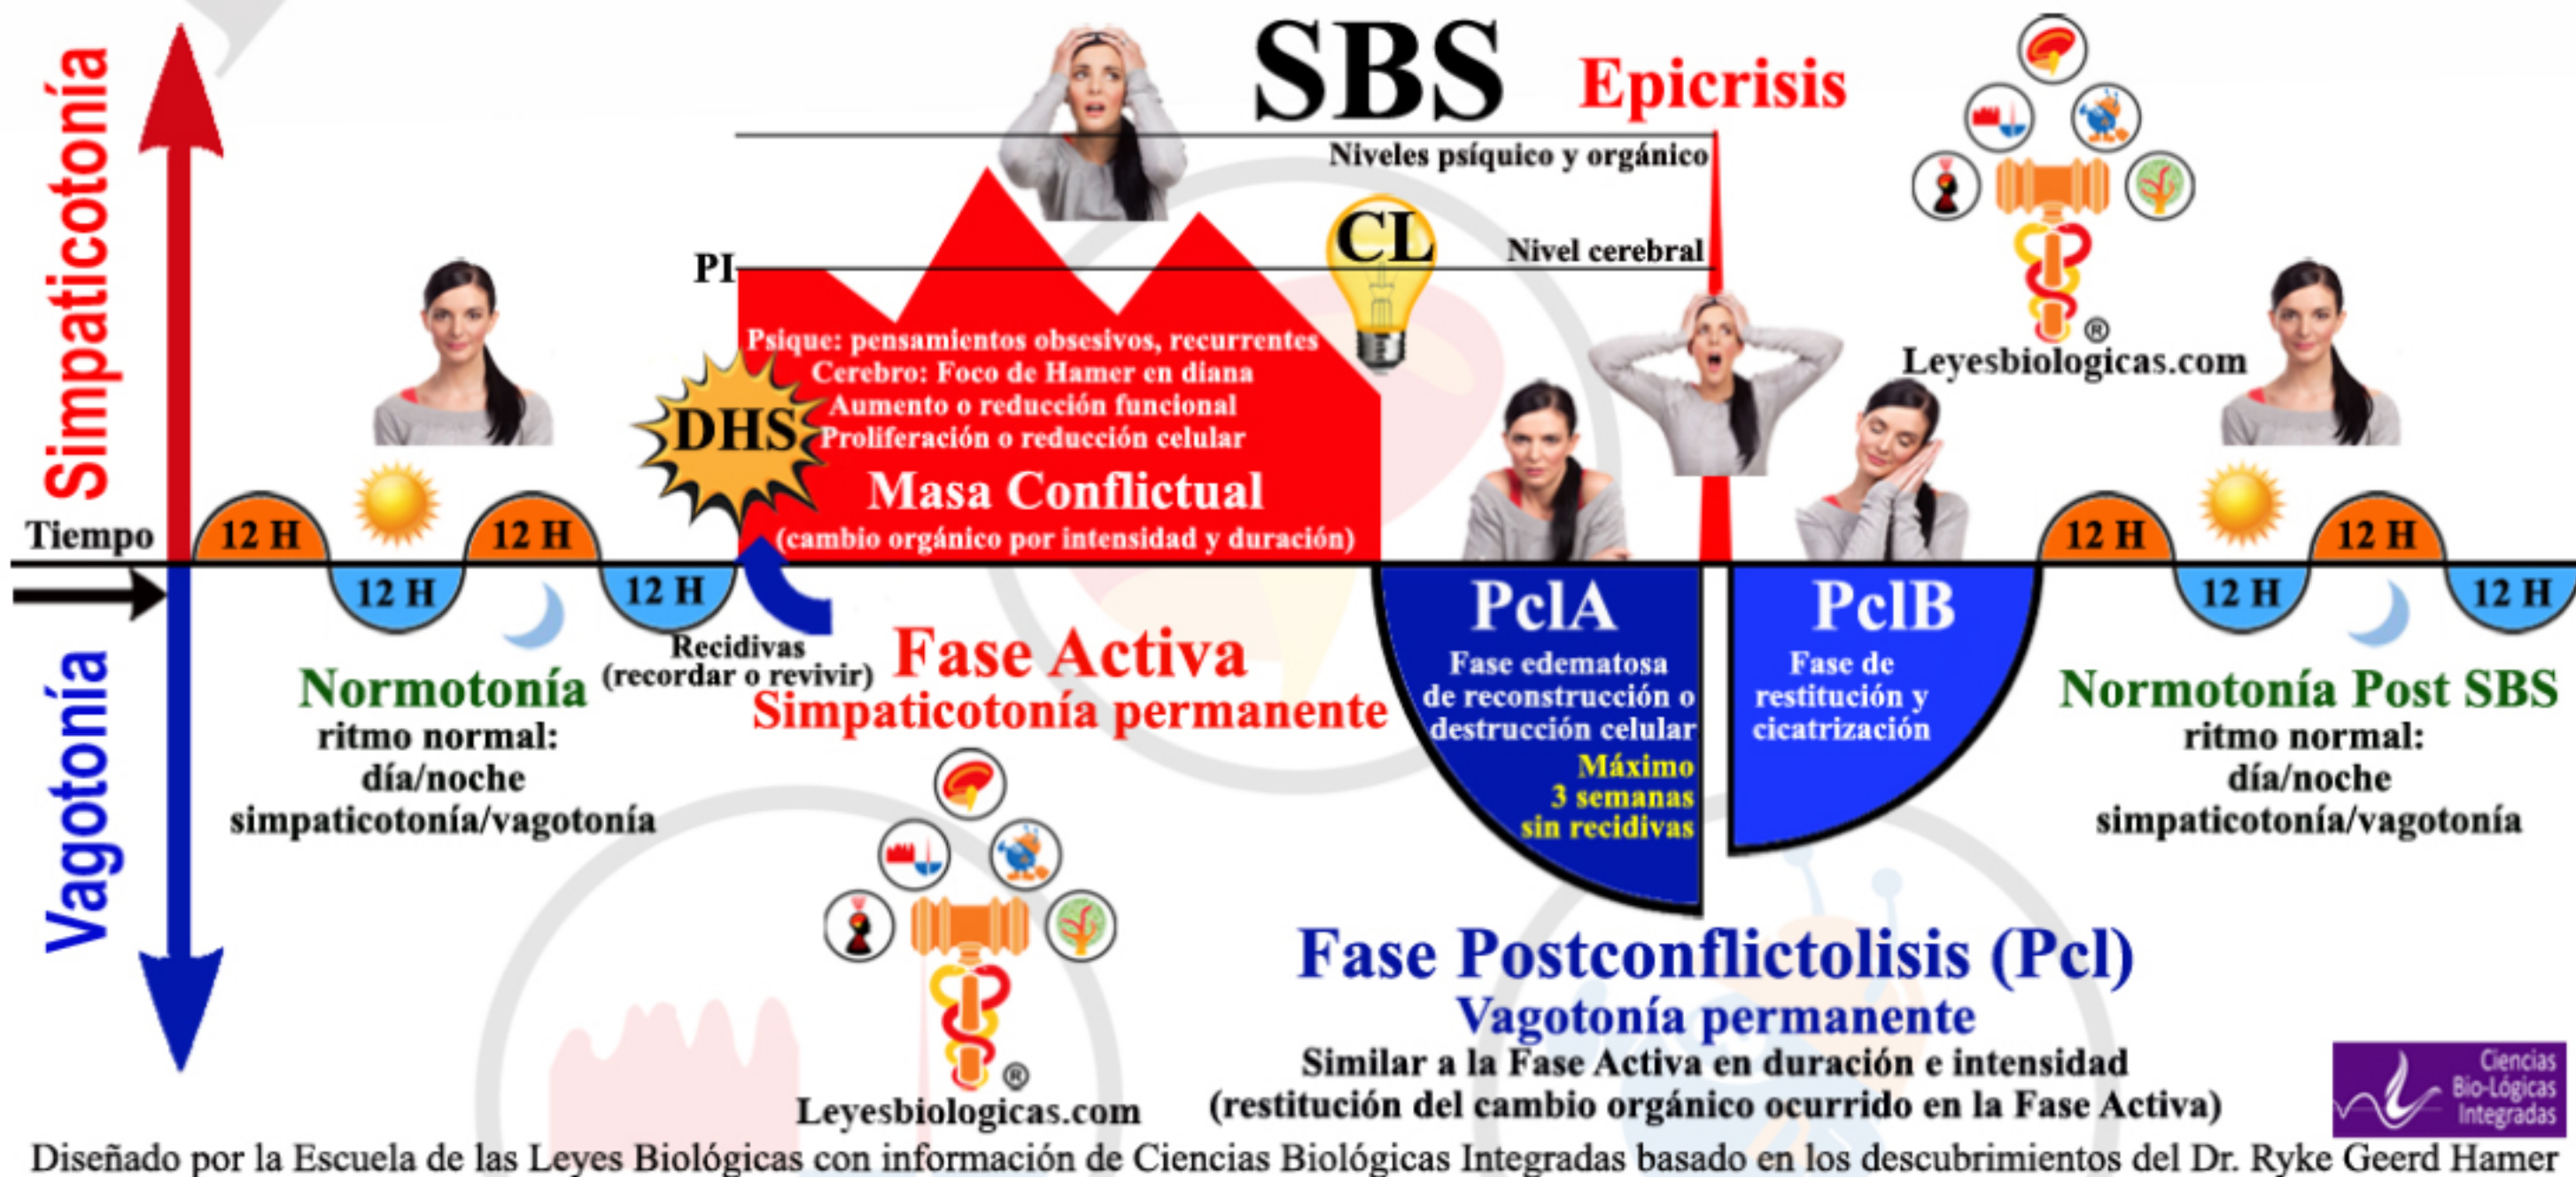 SBS
Epicrisis
Simpaticotonía
Vagotonía
Tiempo
Niveles psíquico y orgánico
PI
CL
Nivel cerebral
Leyesbiologicas.com
DHS
Psique: pensamientos obsesivos, recurrentes
Cerebro: Foco de Hamer en diana
Aumento o reducción funcional
Proliferación o reducción celular
Masa Conflictual
(cambio orgánico por intensidad y duración)
12 H
12 H
12 H
12 H
12 H
12 H
12 H
12 H
Normotonía
ritmo normal:
día/noche
simpaticotonía/vagotonía
Recidivas
(recordar o revivir)
Fase Activa
Simpaticotonía permanente
PclA
Fase edematosa
de reconstrucción o
destrucción celular
Máximo
3 semanas
sin recidivas
PclB
Fase de
restitución y
cicatrización
Normotonía Post SBS
ritmo normal:
día/noche
simpaticotonía/vagotonía
®
®
Leyesbiologicas.com
Fase Postconflictolisis (Pcl)
Vagotonía permanente
Similar a la Fase Activa en duración e intensidad
(restitución del cambio orgánico ocurrido en la Fase Activa)
Ciencias
Bio-Lógicas
Integradas
Diseñado por la Escuela de las Leyes Biológicas con información de Ciencias Biológicas Integradas basado en los descubrimientos del Dr. Ryke Geerd Hamer